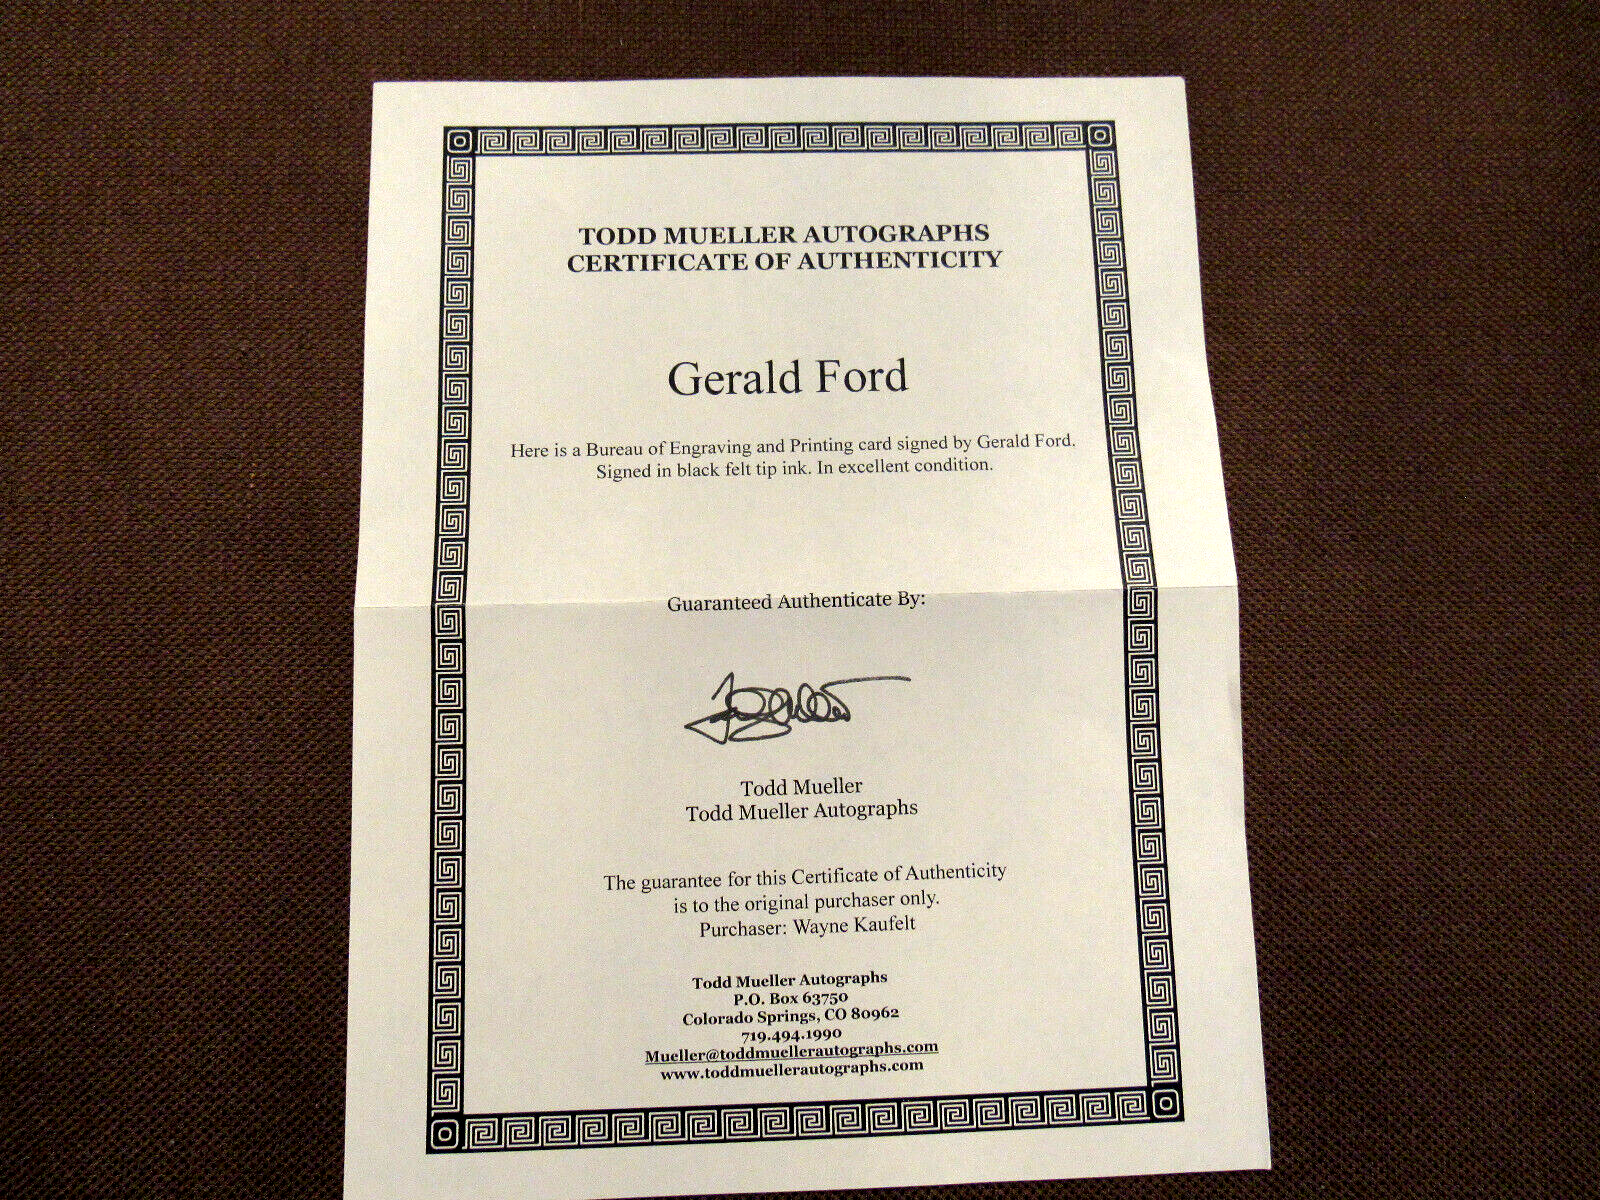 TODD MUELLER AUTOGRAPHS
CERTIFICATE OF AUTHENTICITY
Gerald Ford
Here is a Bureau of Engraving and Printing card signed by Gerald Ford.
Signed in black felt tip ink. In excellent condition.
Guaranteed Authenticate By:
Todd Mueller
Todd Mueller Autographs
The guarantee for this Certificate of Authenticity
is to the original purchaser only.
Purchaser: Wayne Kaufelt
Todd Mueller Autographs
P.O. Box 63750
Colorado Springs, CO 80962
719.494.1990
Mueller@toddmuellerautographs.com
www.toddmuellerautographs.com